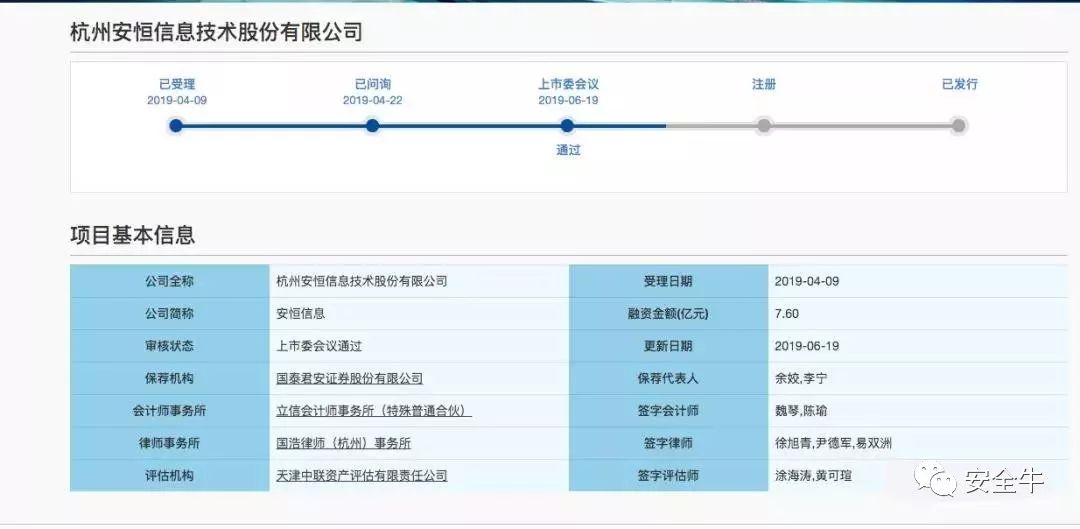 杭州安恒信息技术股份有限公司
已受理 已问询 上市委会议 注册 已发行
2019-04-09 2019-04-22 2019-06-19
通过
项目基本信息
公司全称 杭州安恒信息技术股份有限公司 受理日期 2019-04-09
公司简称 安恒信息 融资金额(亿元) 7.60
审核状态 上市委会议通过 更新日期 2019-06-19
保荐机构 国泰君安证券股份有限公司 保荐代表人 余姣,李宁
会计师事务所 立信会计师事务所（特殊普通合伙） 签字会计师 魏琴,陈瑜
律师事务所 国浩律师（杭州）事务所 签字律师 徐旭青,尹德军,易双洲
评估机构 天津中联资产评估有限责任公司 签字评估师 涂海涛,黄可瑄
安全牛